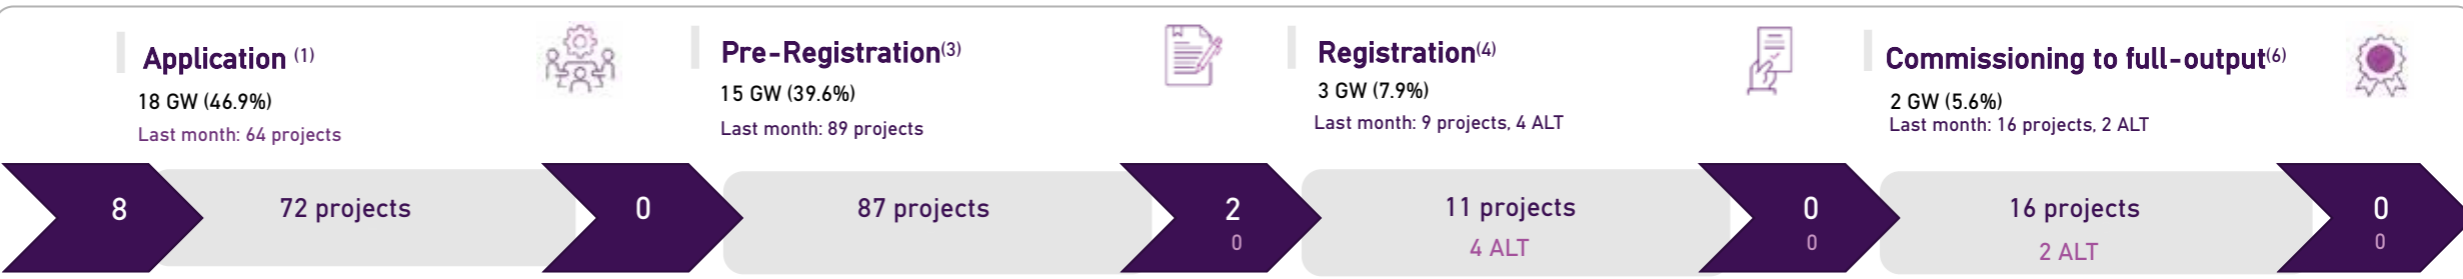 Application (1)
18 GW (46.9%)
Last month: 64 projects
Pre-Registration(3)
15 GW (39.6%)
Last month: 89 projects
Registration(4)
3 GW (7.9%)
Last month: 9 projects, 4 ALT
Commissioning to full-output(6)
2 GW (5.6%)
Last month: 16 projects, 2 ALT
8
72 projects
0
87 projects
2
0
11 projects
4 ALT
0
0
16 projects
2 ALT
0
0